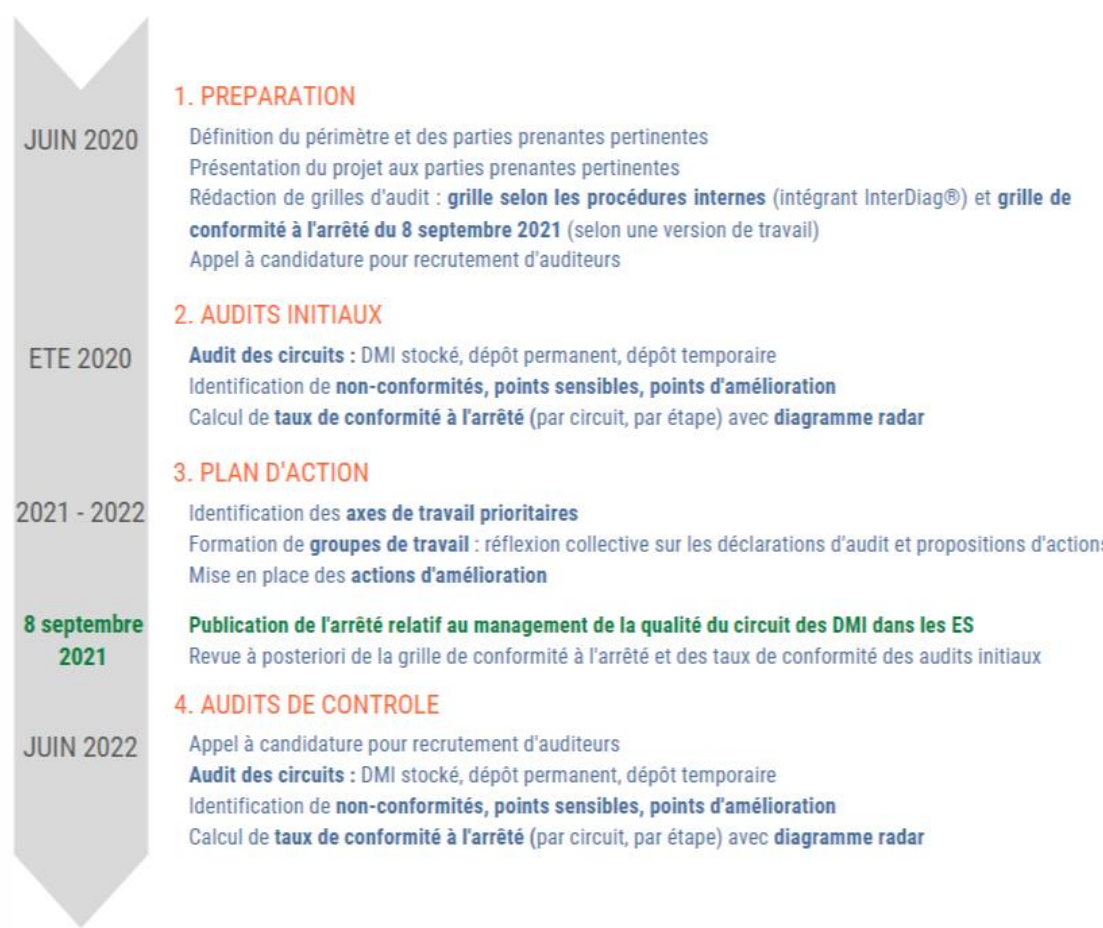 1. PREPARATION
JUIN 2020
Définition du périmètre et des parties prenantes pertinentes
Présentation du projet aux parties prenantes pertinentes
Rédaction de grilles d'audit : grille selon les procédures internes (intégrant InterDiag®) et grille de
conformité à l'arrêté du 8 septembre 2021 (selon une version de travail)
Appel à candidature pour recrutement d'auditeurs
2. AUDITS INITIAUX
ETE 2020
Audit des circuits : DMI stocké, dépôt permanent, dépôt temporaire
Identification de non-conformités, points sensibles, points d'amélioration
Calcul de taux de conformité à l'arrêté (par circuit, par étape) avec diagramme radar
3. PLAN D'ACTION
2021 - 2022
Identification des axes de travail prioritaires
Formation de groupes de travail : réflexion collective sur les déclarations d'audit et propositions d'actions
Mise en place des actions d'amélioration
8 septembre
2021
Publication de l'arrêté relatif au management de la qualité du circuit des DMI dans les ES
Revue à posteriori de la grille de conformité à l'arrêté et des taux de conformité des audits initiaux
4. AUDITS DE CONTROLE
JUIN 2022
Appel à candidature pour recrutement d'auditeurs
Audit des circuits : DMI stocké, dépôt permanent, dépôt temporaire
Identification de non-conformités, points sensibles, points d'amélioration
Calcul de taux de conformité à l'arrêté (par circuit, par étape) avec diagramme radar